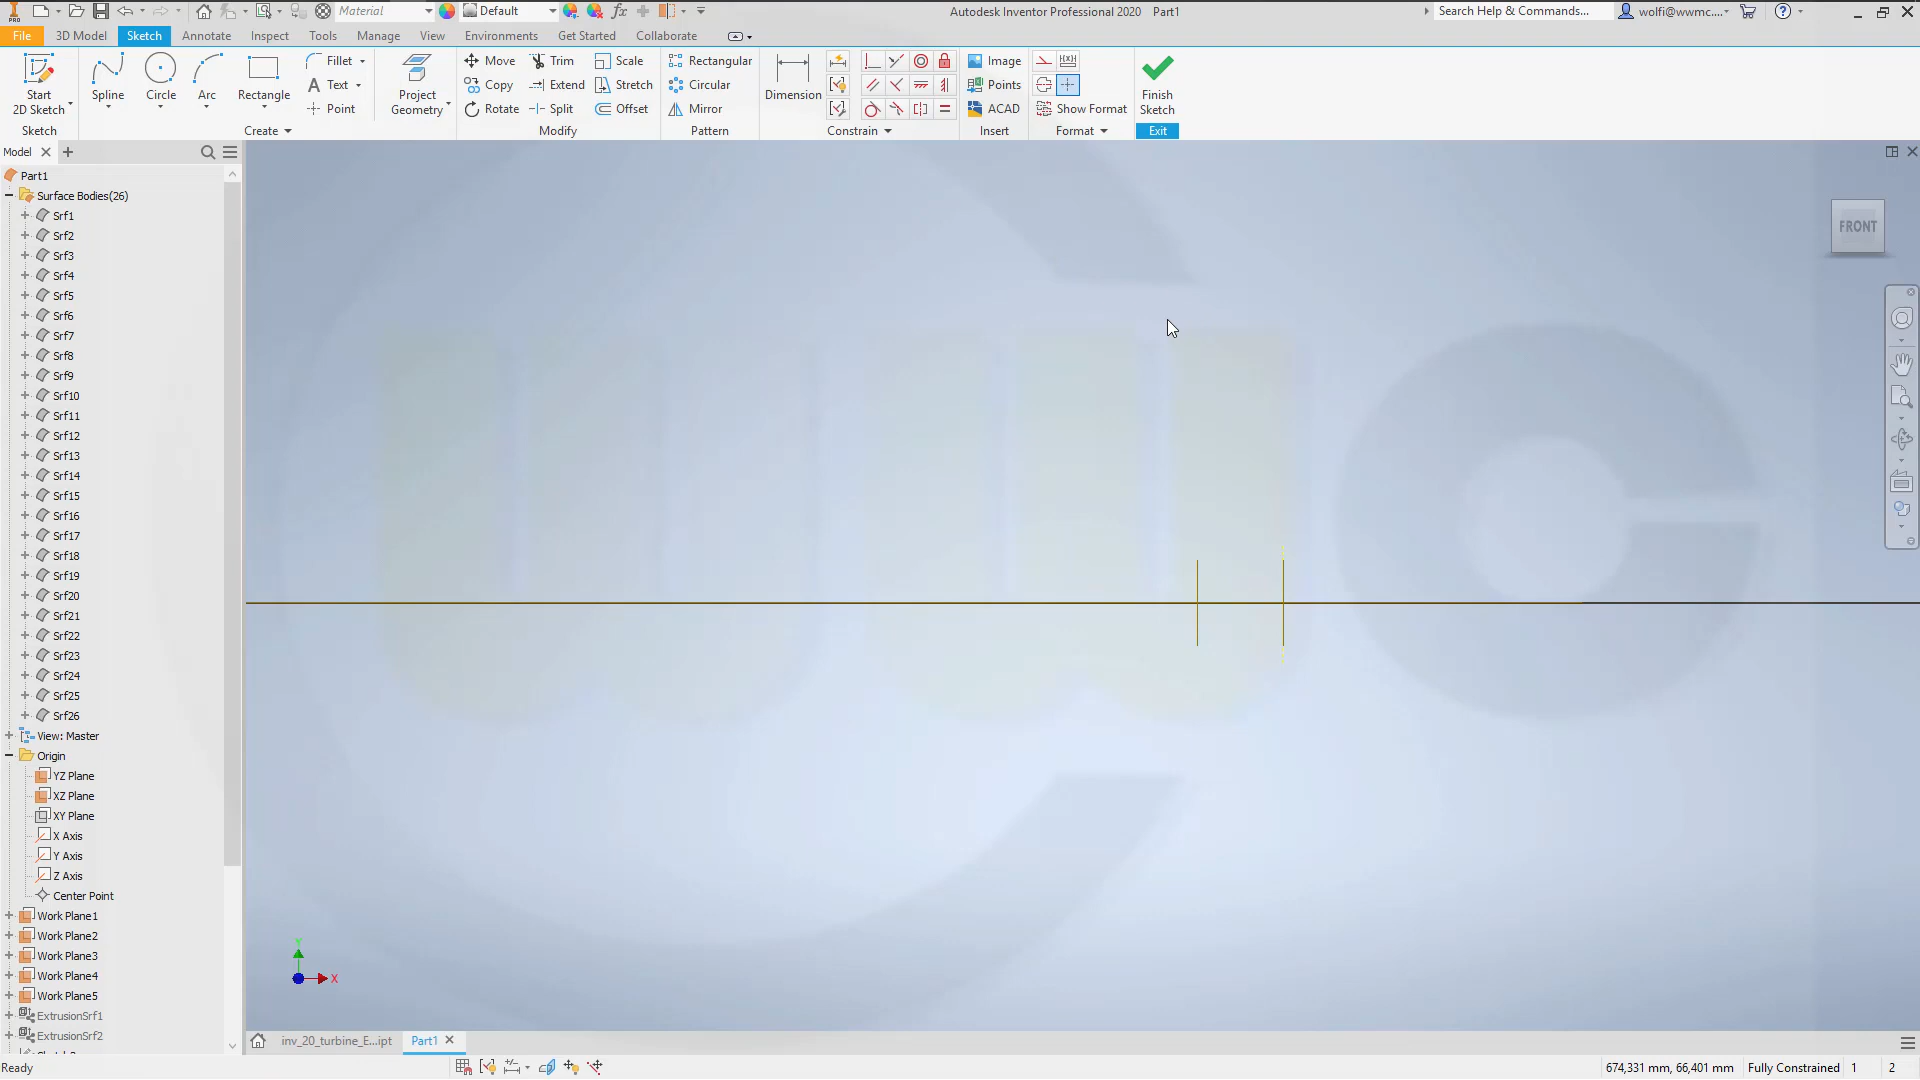 Material
Default
Autodesk Inventor Professional 2020 Part1
Search Help & Commands...
wolfi@wwmc....
File
3D Model
Sketch
Annotate
Inspect
Tools
Manage
View
Environments
Get Started
Collaborate
Start
2D Sketch
Spline
Circle
Arc
Rectangle
Fillet
Text
Point
Project
Geometry
Move
Copy
Rotate
Trim
Extend
Split
Scale
Stretch
Offset
Rectangular
Circular
Mirror
Dimension
Image
Points
ACAD
Show Format
Finish
Sketch
Sketch
Create
Modify
Pattern
Constrain
Insert
Format
Exit
Model
Part1
Surface Bodies(26)
Srf1
Srf2
Srf3
Srf4
Srf5
Srf6
Srf7
Srf8
Srf9
Srf10
Srf11
Srf12
Srf13
Srf14
Srf15
Srf16
Srf17
Srf18
Srf19
Srf20
Srf21
Srf22
Srf23
Srf24
Srf25
Srf26
View: Master
Origin
YZ Plane
XZ Plane
XY Plane
X Axis
Y Axis
Z Axis
Center Point
Work Plane1
Work Plane2
Work Plane3
Work Plane4
Work Plane5
ExtrusionSrf1
ExtrusionSrf2
FRONT
Y
X
inv_20_turbine_E...ipt
Part1
Ready
674,331 mm, 66,401 mm
Fully Constrained
1
2